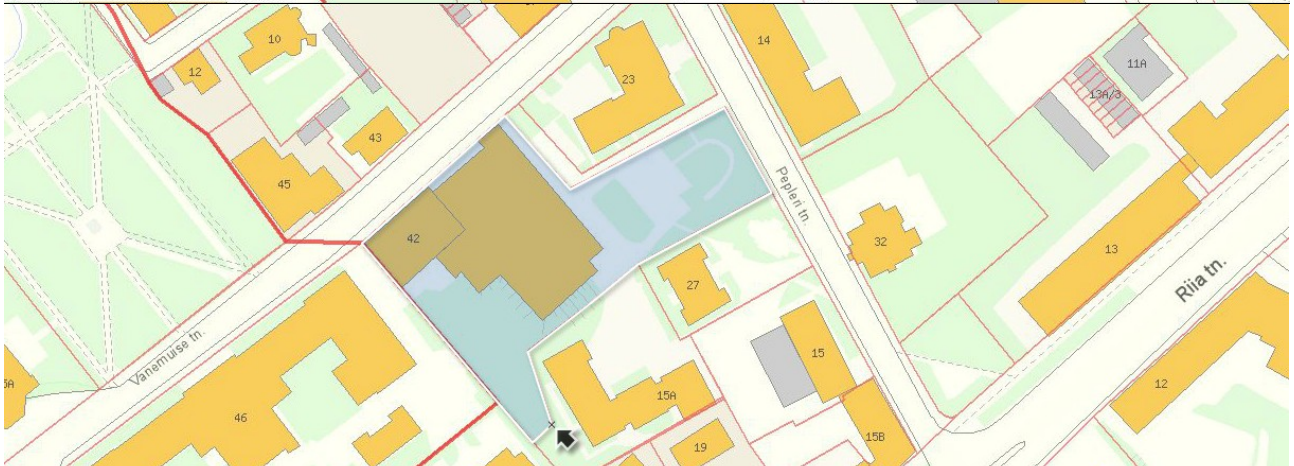 10
12
23
14
11A
13A/3
43
45
42
Pepleri tn.
32
13
27
Riia tn.
Vanemuise tn.
15
46
15A
12
19
15B